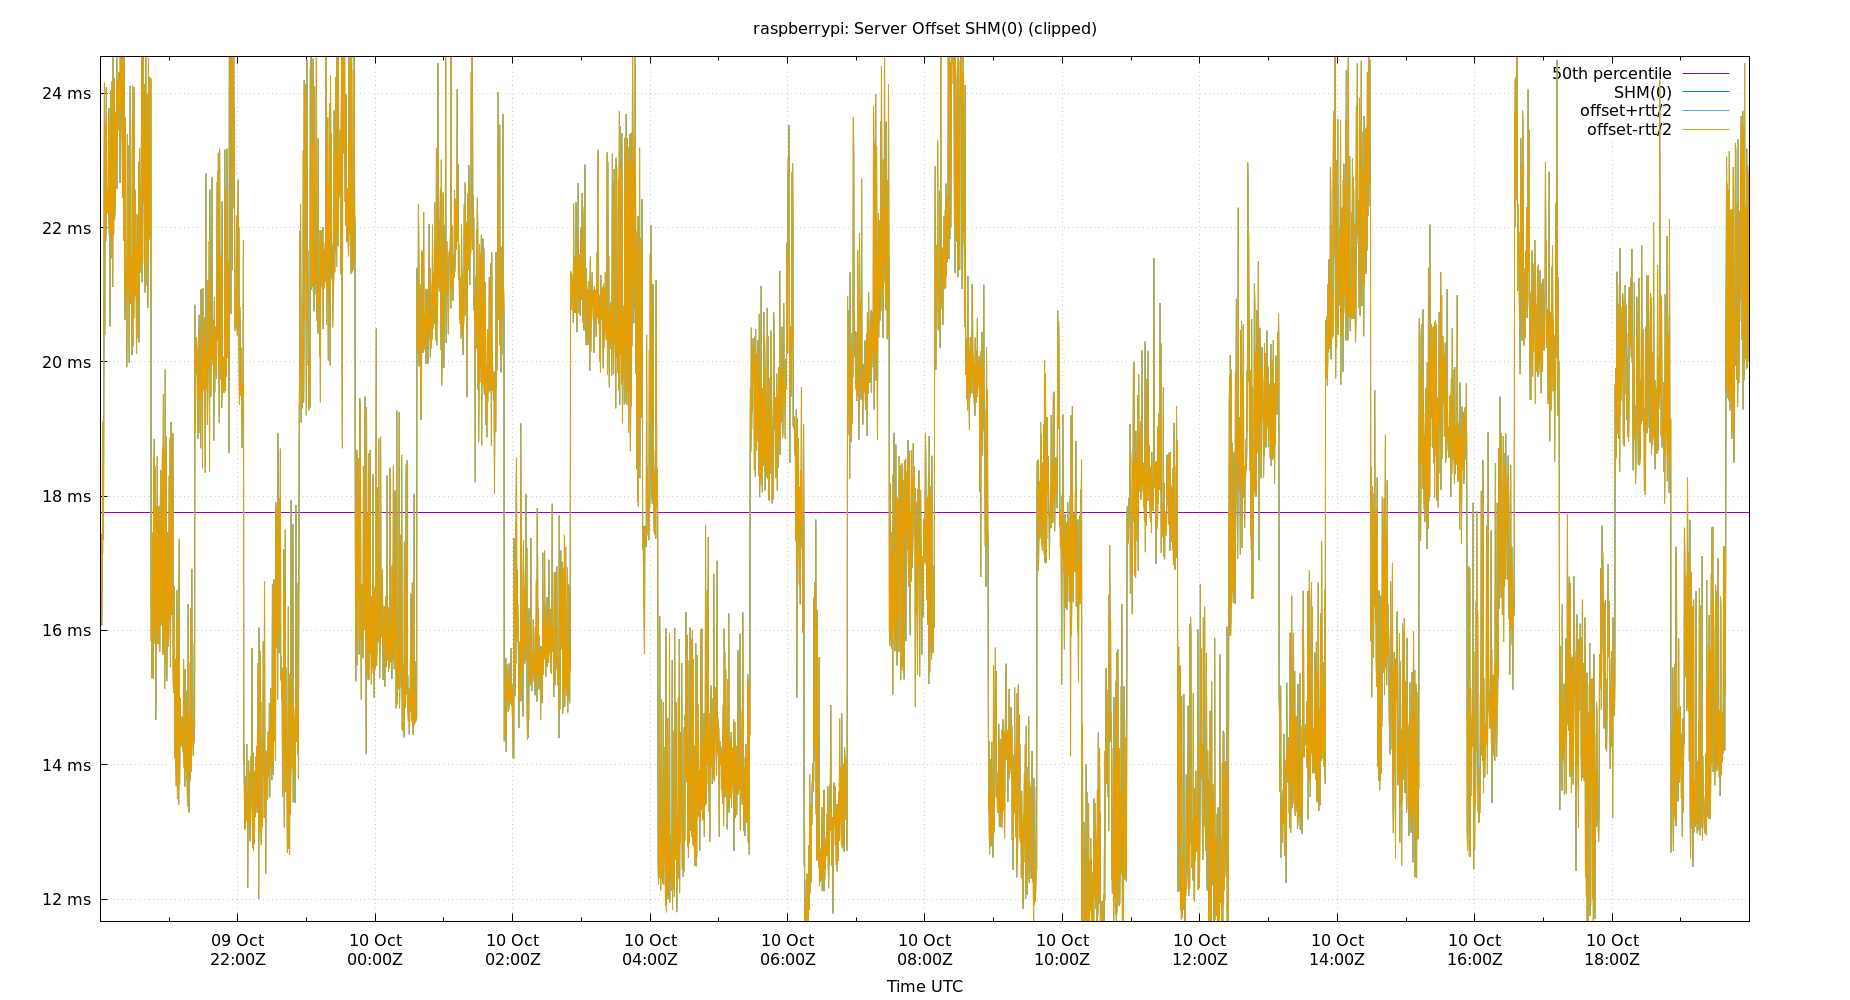 raspberrypi: Server Offset SHM(0) (clipped)
24 ms
22 ms
20 ms
18 ms
16 ms
14 ms
12 ms
50th percentile
SHM(0)
offset+rtt/2
offset-rtt/2
09 Oct
22:00Z
10 Oct
00:00Z
10 Oct
02:00Z
10 Oct
04:00Z
10 Oct
06:00Z
10 Oct
08:00Z
10 Oct
10:00Z
10 Oct
12:00Z
10 Oct
14:00Z
10 Oct
16:00Z
10 Oct
18:00Z
Time UTC